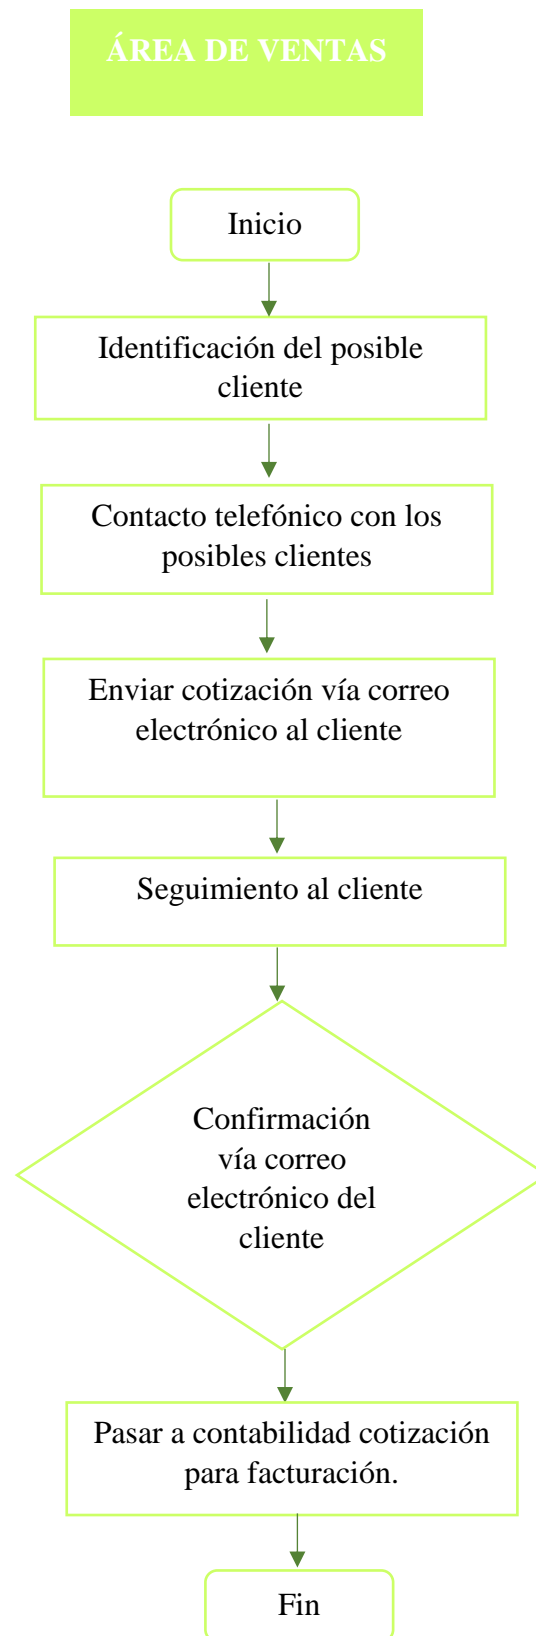 ÁREA DE VENTAS
Inicio
Identificación del posible
cliente
Contacto telefónico con los
posibles clientes
Enviar cotización vía correo
electrónico al cliente
Seguimiento al cliente
Confirmación
vía correo
electrónico del
cliente
Pasar a contabilidad cotización
para facturación.
Fin